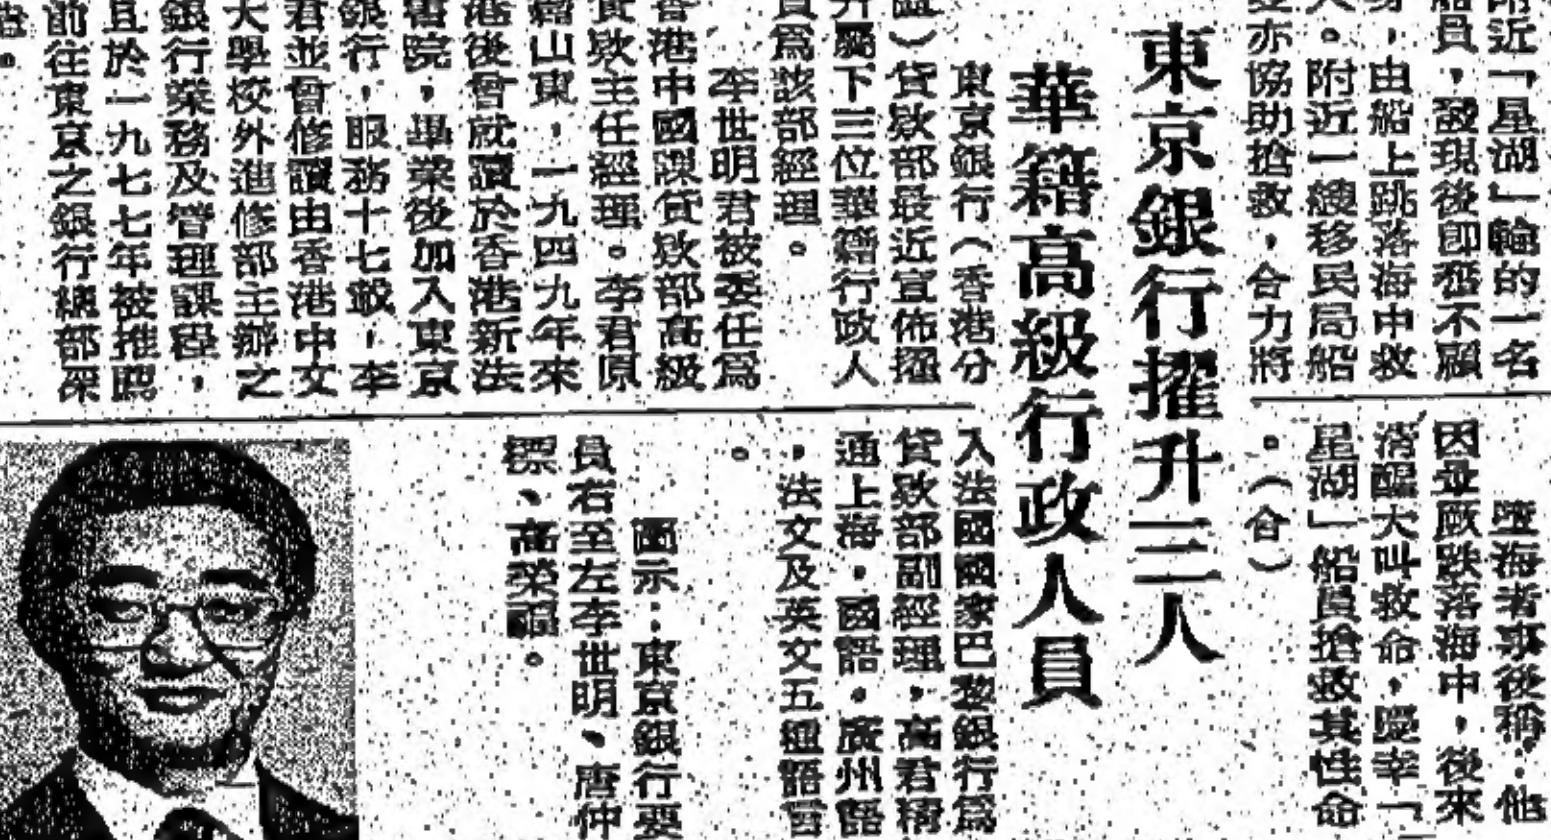 附近「星湖」輪的一名
船員，發現後即奮不顧
身，由船上跳落海中救
人。附近一艘移民局船
亦協助搶救，合力將
墮海者事後稱：他
因暈厥跌落海中，後來
清醒大叫救命，慶幸「
星湖」船員搶救其性命
。（合）
東京銀行擢升三人
華籍高級行政人員
東京銀行（香港分
）貸款部最近宣佈擢
升屬下三位華籍行政人
員為該部經理。
李世明君被委任為
香港中國課貸款部高級
貸款主任經理。李君原
籍山東，一九四九年來
港後會就讀於香港新法
書院，畢業後加入東京
銀行，服務十七載，李
君並會修讀由香港中文
大學校外進修部主辦之
銀行業務及管理課程，
且於一九七七年被推薦
前往東京之銀行總部深
造。
入法國國家巴黎銀行為
貸款部副經理，高君精
通上海，國語，廣州語
，法文及英文五種語言
。
圖示：東京銀行要
員右至左李世明、唐仲
標、高榮福。